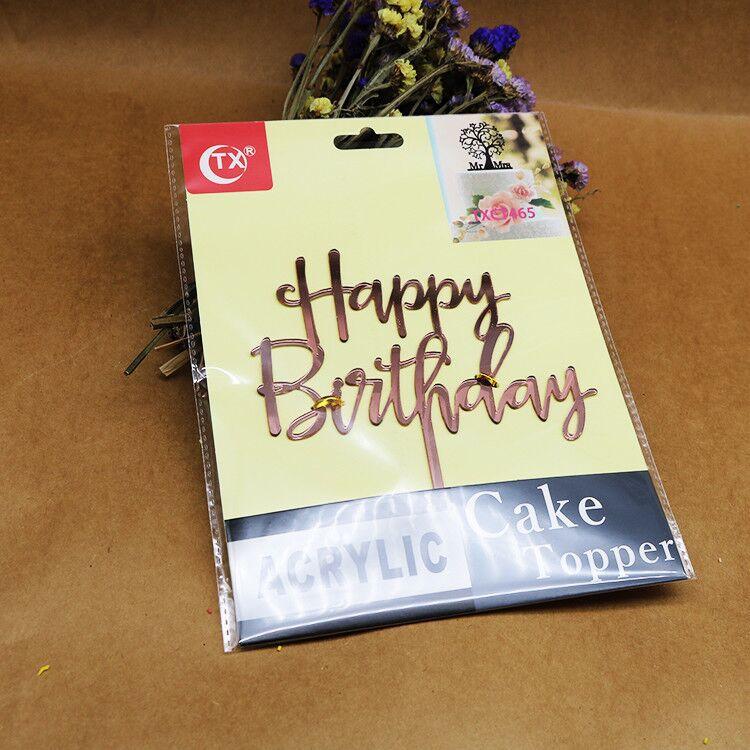 TX®
Mr Mrs
TXC1465
Happy
Birthday
ACRYLIC
Cake
Topper